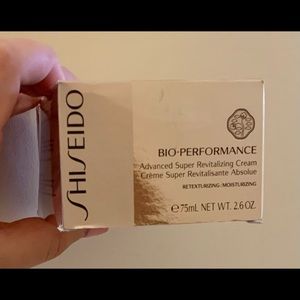 SHISEIDO
BIO-PERFORMANCE
Advanced Super Revitalizing Cream
Crème Super Revitalisante Absolue
RETEXTURIZING/MOISTURIZING
℮75mL NET WT. 2.6 OZ.